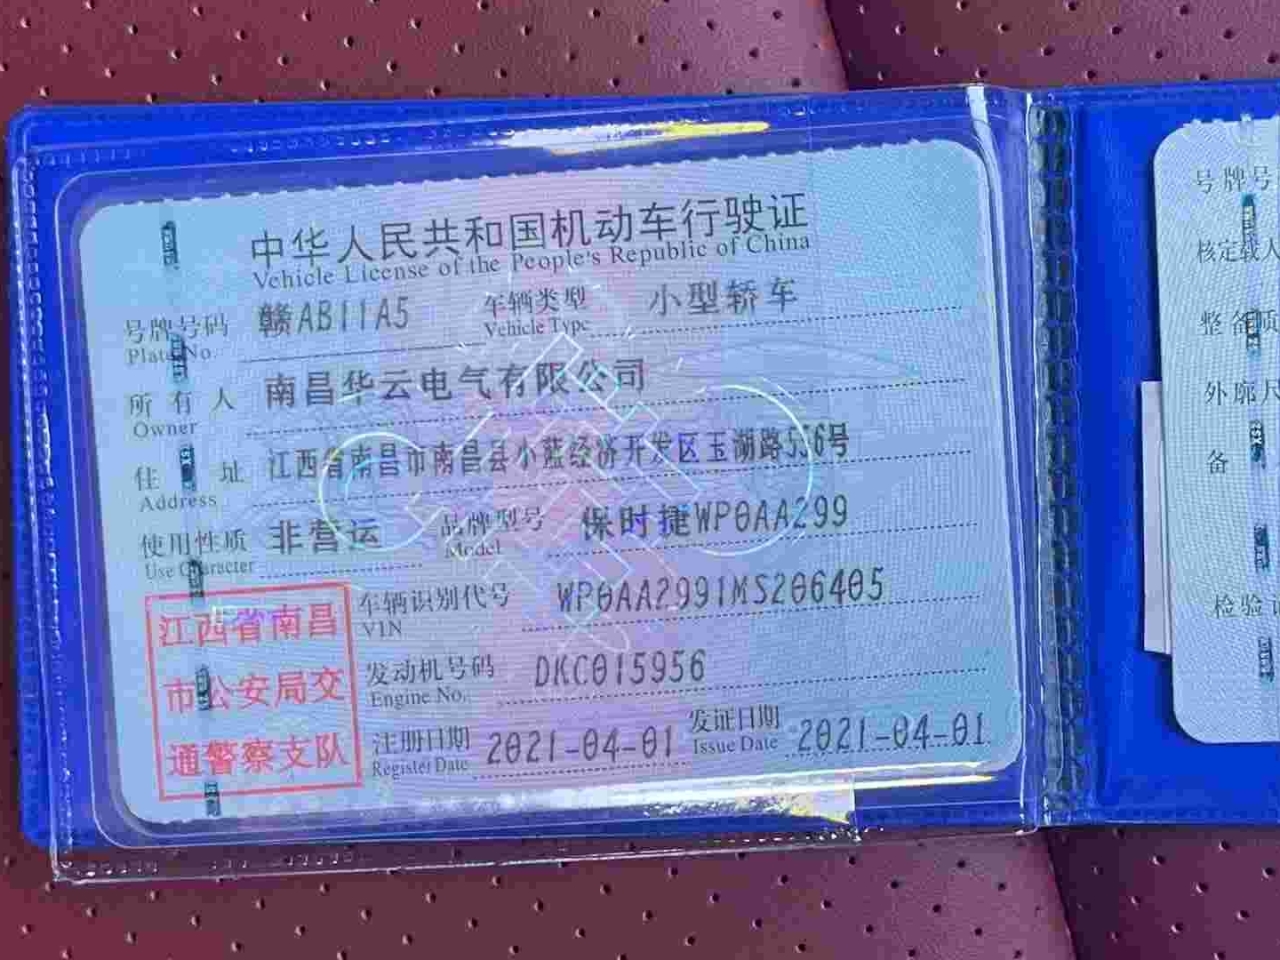 中华人民共和国机动车行驶证
Vehicle License of the People's Republic of China
号牌号码 赣AB11A5 车辆类型 小型轿车
Plate No. Vehicle Type
所有人 南昌华云电气有限公司
Owner
住址 江西省南昌市南昌县小蓝经济开发区玉湖路556号
Address
使用性质 非营运 品牌型号 保时捷WP0AA299
Use Character Model
车辆识别代号 WP0AA2991MS206405
VIN
发动机号码 DKC015956
Engine No.
注册日期 2021-04-01 发证日期 2021-04-01
Register Date Issue Date
江西省南昌
市公安局交
通警察支队
号牌号
核定载人
整备质
外廓尺
备
检验